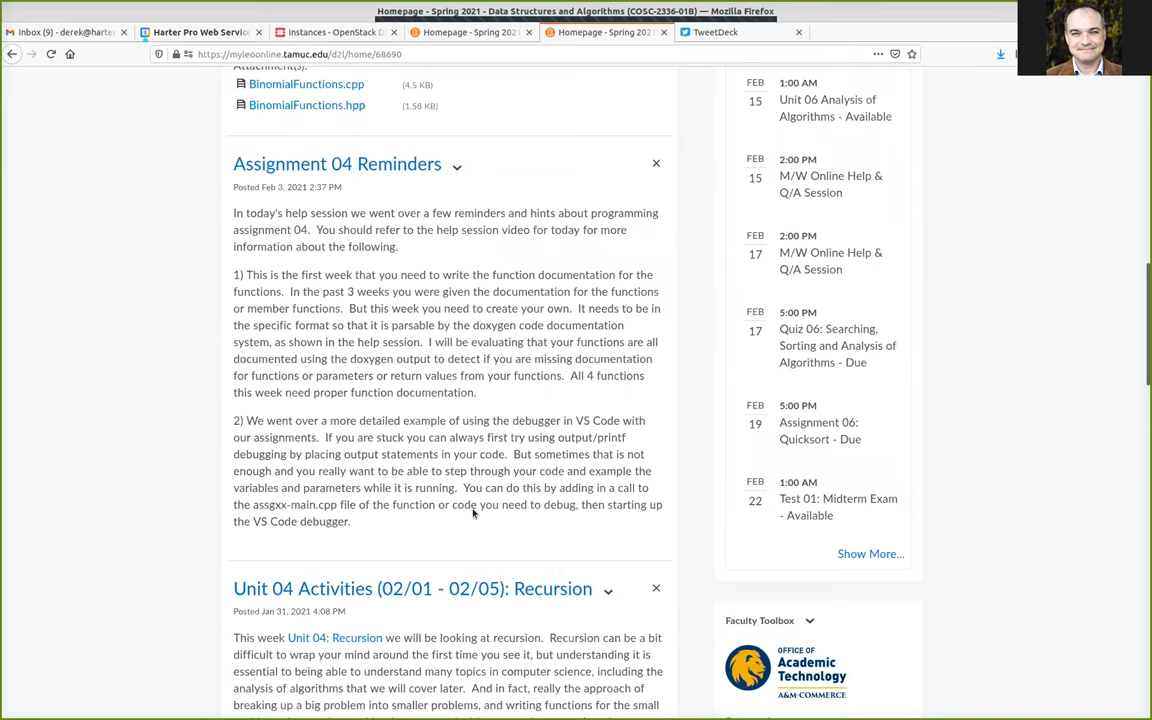 Homepage - Spring 2021 - Data Structures and Algorithms (COSC-2336-01B) — Mozilla Firefox
Inbox (9) - derek@harter
Harter Pro Web Servic
Instances - OpenStack D
Homepage - Spring 2021
Homepage - Spring 2021
TweetDeck
https://myleoonline.tamuc.edu/d2l/home/68690
Attachment(s):
BinomialFunctions.cpp (4.5 KB)
BinomialFunctions.hpp (1.58 KB)
Assignment 04 Reminders
Posted Feb 3, 2021 2:37 PM
In today's help session we went over a few reminders and hints about programming
assignment 04. You should refer to the help session video for today for more
information about the following.
1) This is the first week that you need to write the function documentation for the
functions. In the past 3 weeks you were given the documentation for the functions
or member functions. But this week you need to create your own. It needs to be in
the specific format so that it is parsable by the doxygen code documentation
system, as shown in the help session. I will be evaluating that your functions are all
documented using the doxygen output to detect if you are missing documentation
for functions or parameters or return values from your functions. All 4 functions
this week need proper function documentation.
2) We went over a more detailed example of using the debugger in VS Code with
our assignments. If you are stuck you can always first try using output/printf
debugging by placing output statements in your code. But sometimes that is not
enough and you really want to be able to step through your code and example the
variables and parameters while it is running. You can do this by adding in a call to
the assgxx-main.cpp file of the function or code you need to debug, then starting up
the VS Code debugger.
Unit 04 Activities (02/01 - 02/05): Recursion
Posted Jan 31, 2021 4:08 PM
This week Unit 04: Recursion we will be looking at recursion. Recursion can be a bit
difficult to wrap your mind around the first time you see it, but understanding it is
essential to being able to understand many topics in computer science, including the
analysis of algorithms that we will cover later. And in fact, really the approach of
breaking up a big problem into smaller problems, and writing functions for the small
FEB 15
1:00 AM
Unit 06 Analysis of
Algorithms - Available
FEB 15
2:00 PM
M/W Online Help &
Q/A Session
FEB 17
2:00 PM
M/W Online Help &
Q/A Session
FEB 17
5:00 PM
Quiz 06: Searching,
Sorting and Analysis of
Algorithms - Due
FEB 19
5:00 PM
Assignment 06:
Quicksort - Due
FEB 22
1:00 AM
Test 01: Midterm Exam
- Available
Show More...
Faculty Toolbox
OFFICE OF
Academic
Technology
A&M-COMMERCE